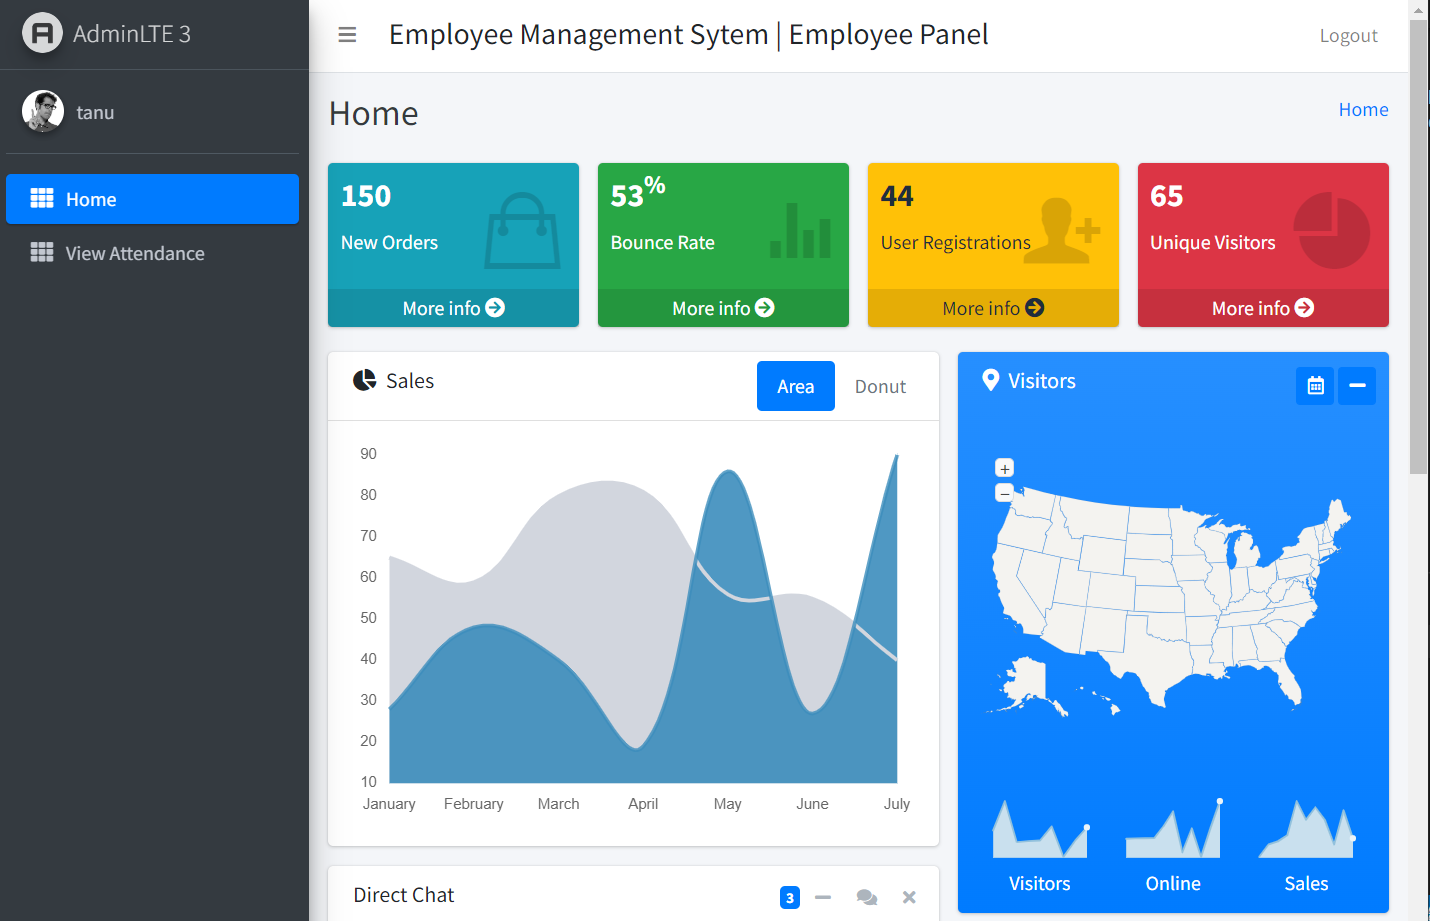 AdminLTE 3
Employee Management Sytem | Employee Panel
Logout
tanu
Home
View Attendance
Home
Home
150
New Orders
More info
53%
Bounce Rate
More info
44
User Registrations
More info
65
Unique Visitors
More info
Sales
Area
Donut
90
80
70
60
50
40
30
20
10
January February March April May June July
Visitors
+
−
Visitors
Online
Sales
Direct Chat
3